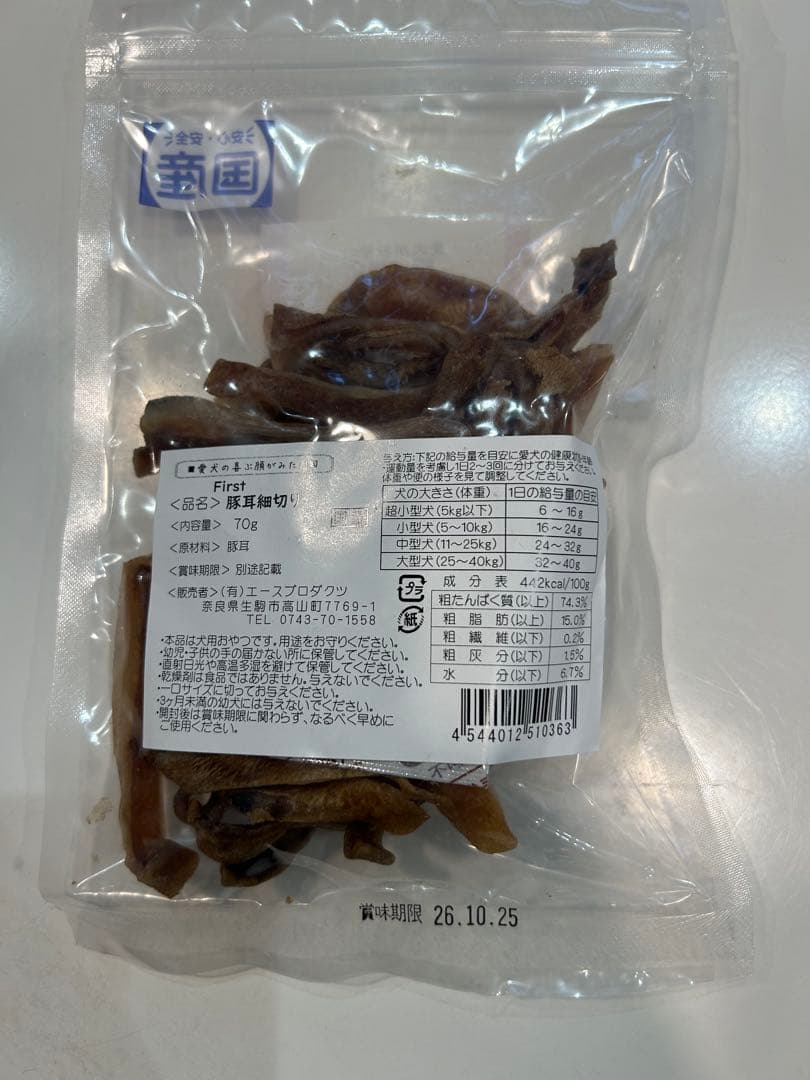 安全・安心
国産
■愛犬の喜ぶ顔がみたい
First
<品名> 豚耳細切り
<内容量> 70g
国産
<原材料> 豚耳
<賞味期限> 別途記載
<販売者> (有)エースプロダクツ
奈良県生駒市高山町7769-1
TEL 0743-70-1558
・本品は犬用おやつです。用途をお守りください。
・幼児・子供の手の届かない所に保管してください。
・直射日光や高温多湿を避けて保管してください。
・乾燥剤は食品ではありません。与えないでください。
・一口サイズに切ってお与えください。
・3ヶ月未満の幼犬には与えないでください。
・開封後は賞味期限に関わらず、なるべく早めに
ご使用ください。
与え方:下記の給与量を目安に愛犬の健康状態・年齢
・運動量を考慮し1日2~3回に分けてお与えください。
体重や便の様子を見て調整してください。
犬の大きさ(体重) 1日の給与量の目安
超小型犬(5kg以下) 6~16g
小型犬(5~10kg) 16~24g
中型犬(11~25kg) 24~32g
大型犬(25~40kg) 32~40g
プラ
紙
成分表 442kcal/100g
粗たんぱく質(以上) 74.3%
粗脂肪(以上) 15.0%
粗繊維(以下) 0.2%
粗灰分(以下) 1.5%
水分(以下) 6.7%
4 544012 510363
賞味期限 26.10.25